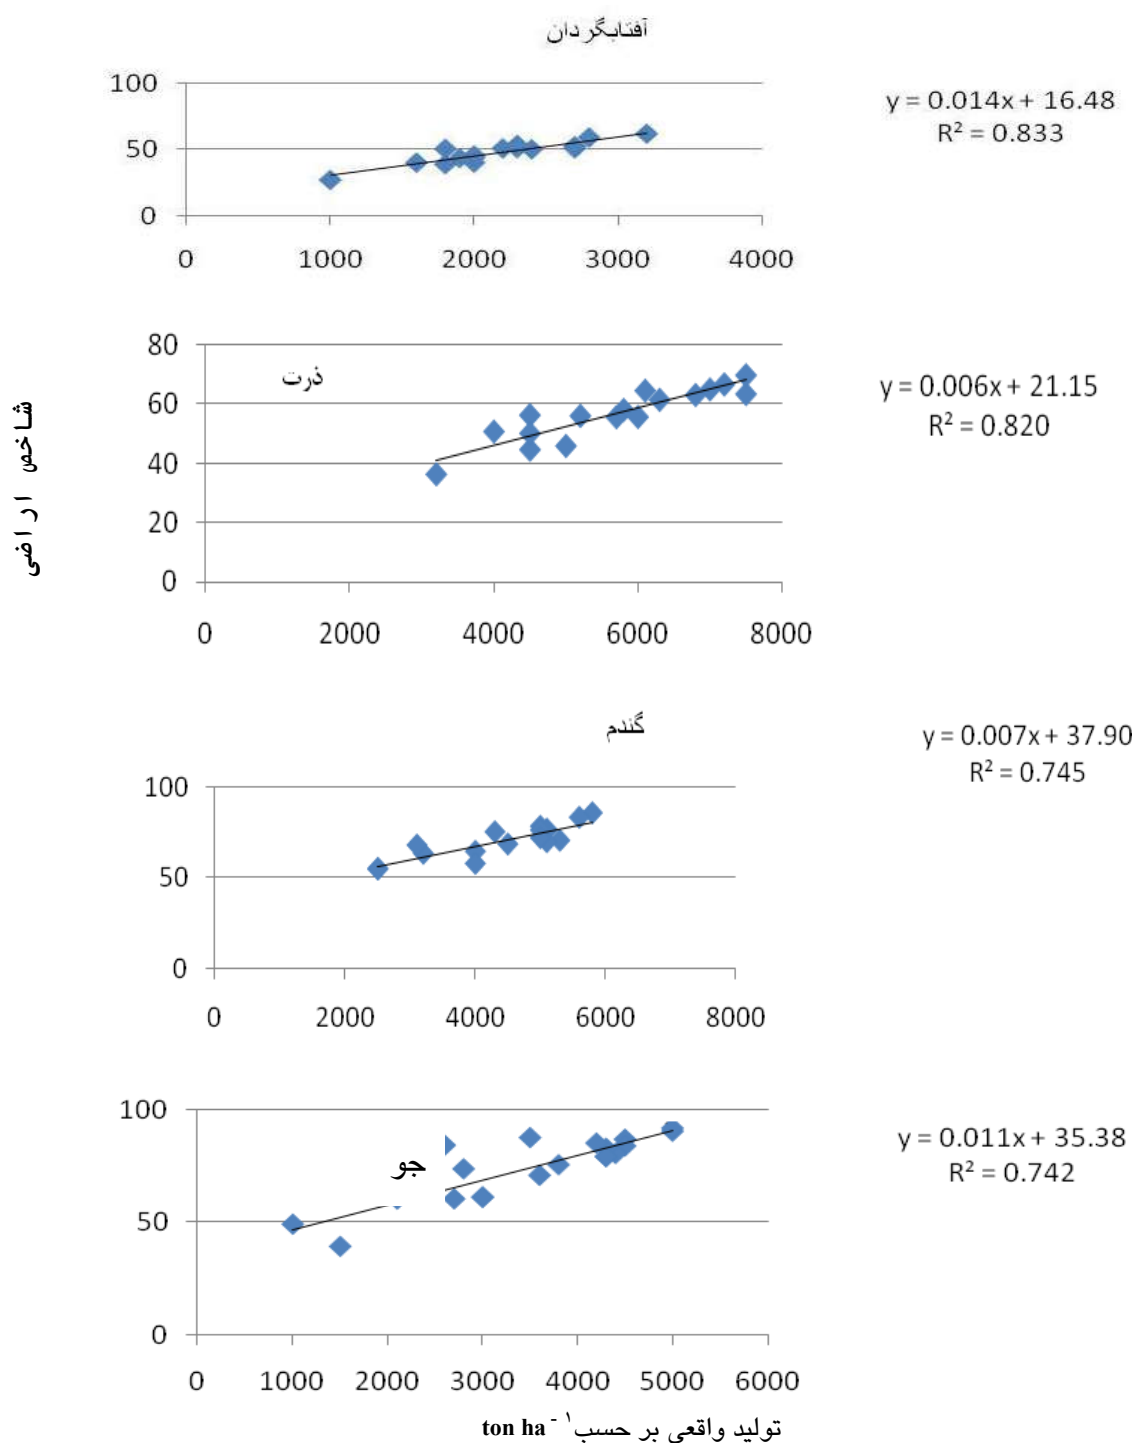 آفتابگردان
y = 0.014x + 16.48
R² = 0.833
100
50
0
0 1000 2000 3000 4000
ذرت
y = 0.006x + 21.15
R² = 0.820
80
60
40
20
0
0 2000 4000 6000 8000
شاخص اراضی
گندم
y = 0.007x + 37.90
R² = 0.745
100
50
0
0 2000 4000 6000 8000
جو
y = 0.011x + 35.38
R² = 0.742
100
50
0
0 1000 2000 3000 4000 5000 6000
تولید واقعی بر حسب ton ha⁻¹